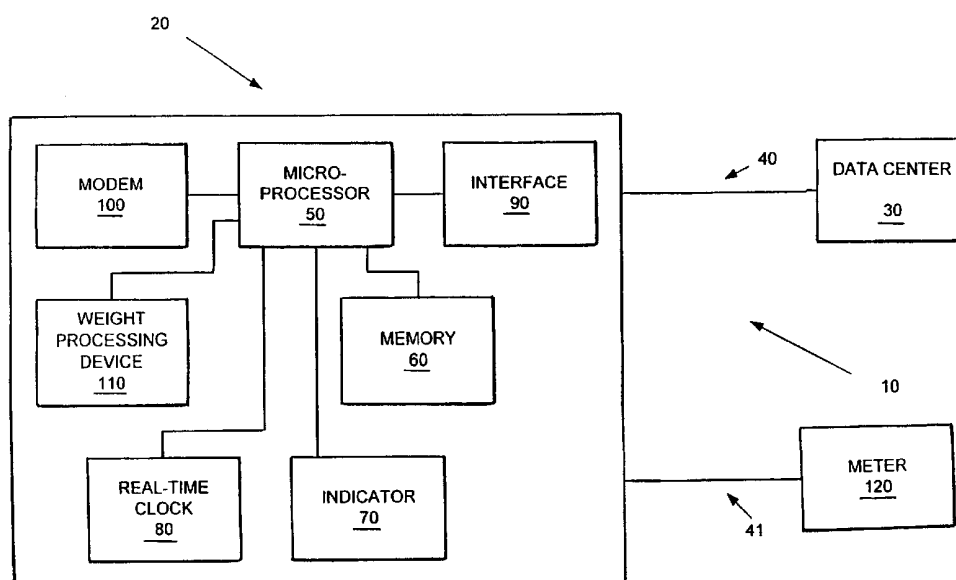 20
MODEM
100
MICRO-
PROCESSOR
50
INTERFACE
90
40
DATA CENTER
30
WEIGHT
PROCESSING
DEVICE
110
MEMORY
60
10
REAL-TIME
CLOCK
80
INDICATOR
70
METER
120
41